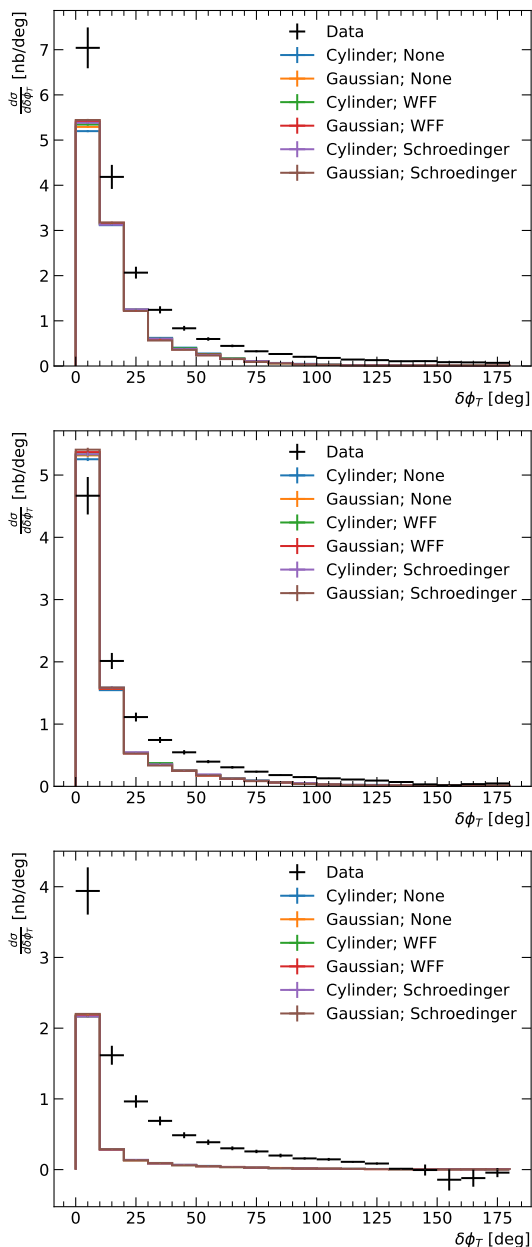 7
6
5
4
3
2
1
0
dσ/dδϕ_T [nb/deg]
Data
Cylinder; None
Gaussian; None
Cylinder; WFF
Gaussian; WFF
Cylinder; Schroedinger
Gaussian; Schroedinger
0 25 50 75 100 125 150 175
δϕ_T [deg]
5
4
3
2
1
0
dσ/dδϕ_T [nb/deg]
Data
Cylinder; None
Gaussian; None
Cylinder; WFF
Gaussian; WFF
Cylinder; Schroedinger
Gaussian; Schroedinger
0 25 50 75 100 125 150 175
δϕ_T [deg]
4
3
2
1
0
dσ/dδϕ_T [nb/deg]
Data
Cylinder; None
Gaussian; None
Cylinder; WFF
Gaussian; WFF
Cylinder; Schroedinger
Gaussian; Schroedinger
0 25 50 75 100 125 150 175
δϕ_T [deg]